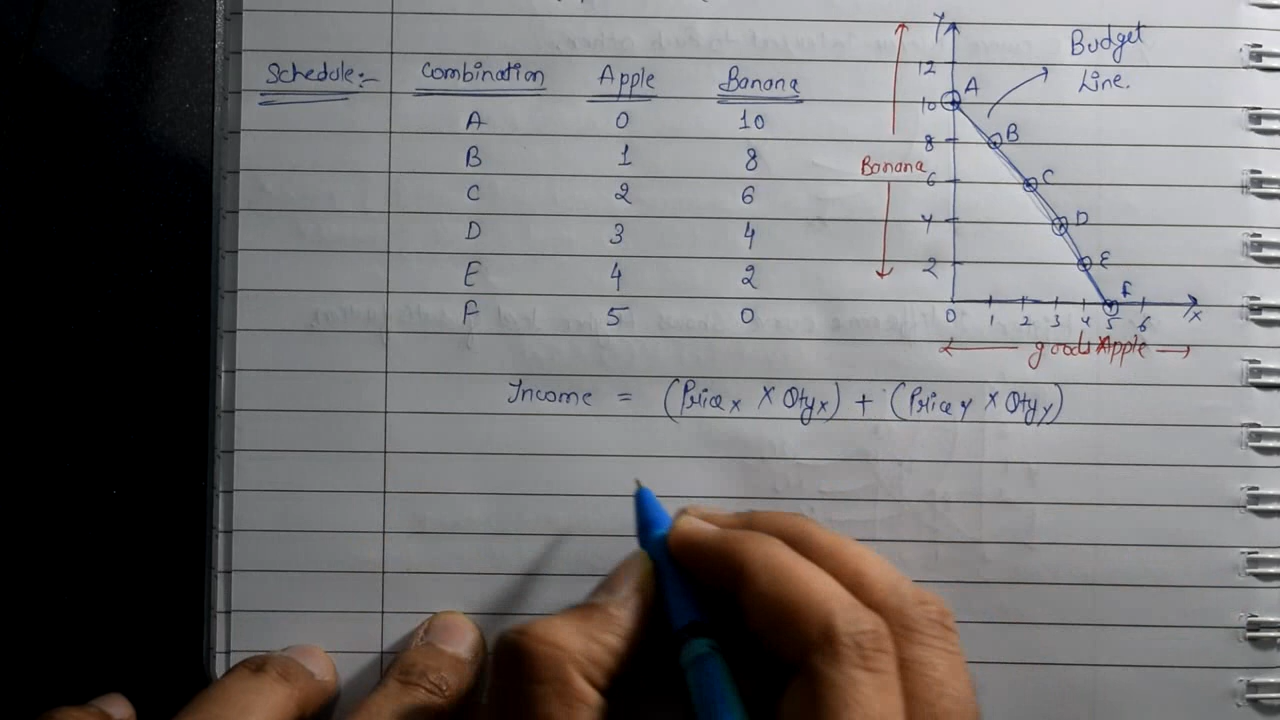 Schedule:- Combination Apple Banana
A 0 10
B 1 8
C 2 6
D 3 4
E 4 2
F 5 0
Y
12
10
8
6
4
2
0 1 2 3 4 5 6 X
A
B
C
D
E
F
Budget
Line.
Banana
goods Apple
Income = (Price x × Qty x) + (Price y × Qty y)